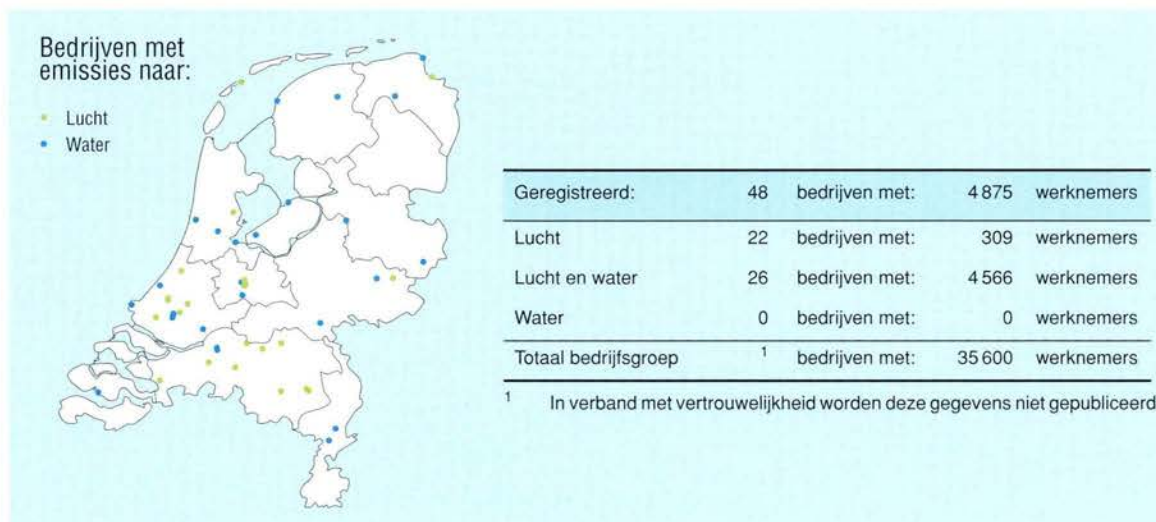 Bedrijven met
emissies naar:
Lucht
Water
Geregistreerd: 48 bedrijven met: 4 875 werknemers
Lucht 22 bedrijven met: 309 werknemers
Lucht en water 26 bedrijven met: 4 566 werknemers
Water 0 bedrijven met: 0 werknemers
Totaal bedrijfsgroep 1 bedrijven met: 35 600 werknemers
1 In verband met vertrouwelijkheid worden deze gegevens niet gepubliceerd